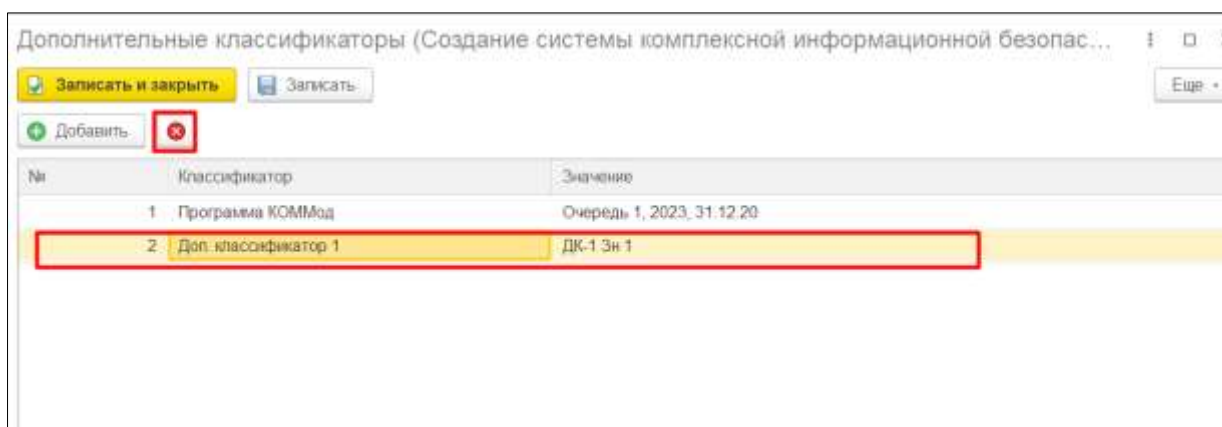 Дополнительные классификаторы (Создание системы комплексной информационной безопас...
Записать и закрыть Записать Еще
Добавить
№ Классификатор Значение
1 Программа КОММод Очередь 1, 2023, 31.12.20
2 Доп. классификатор 1 ДК-1 Зн 1